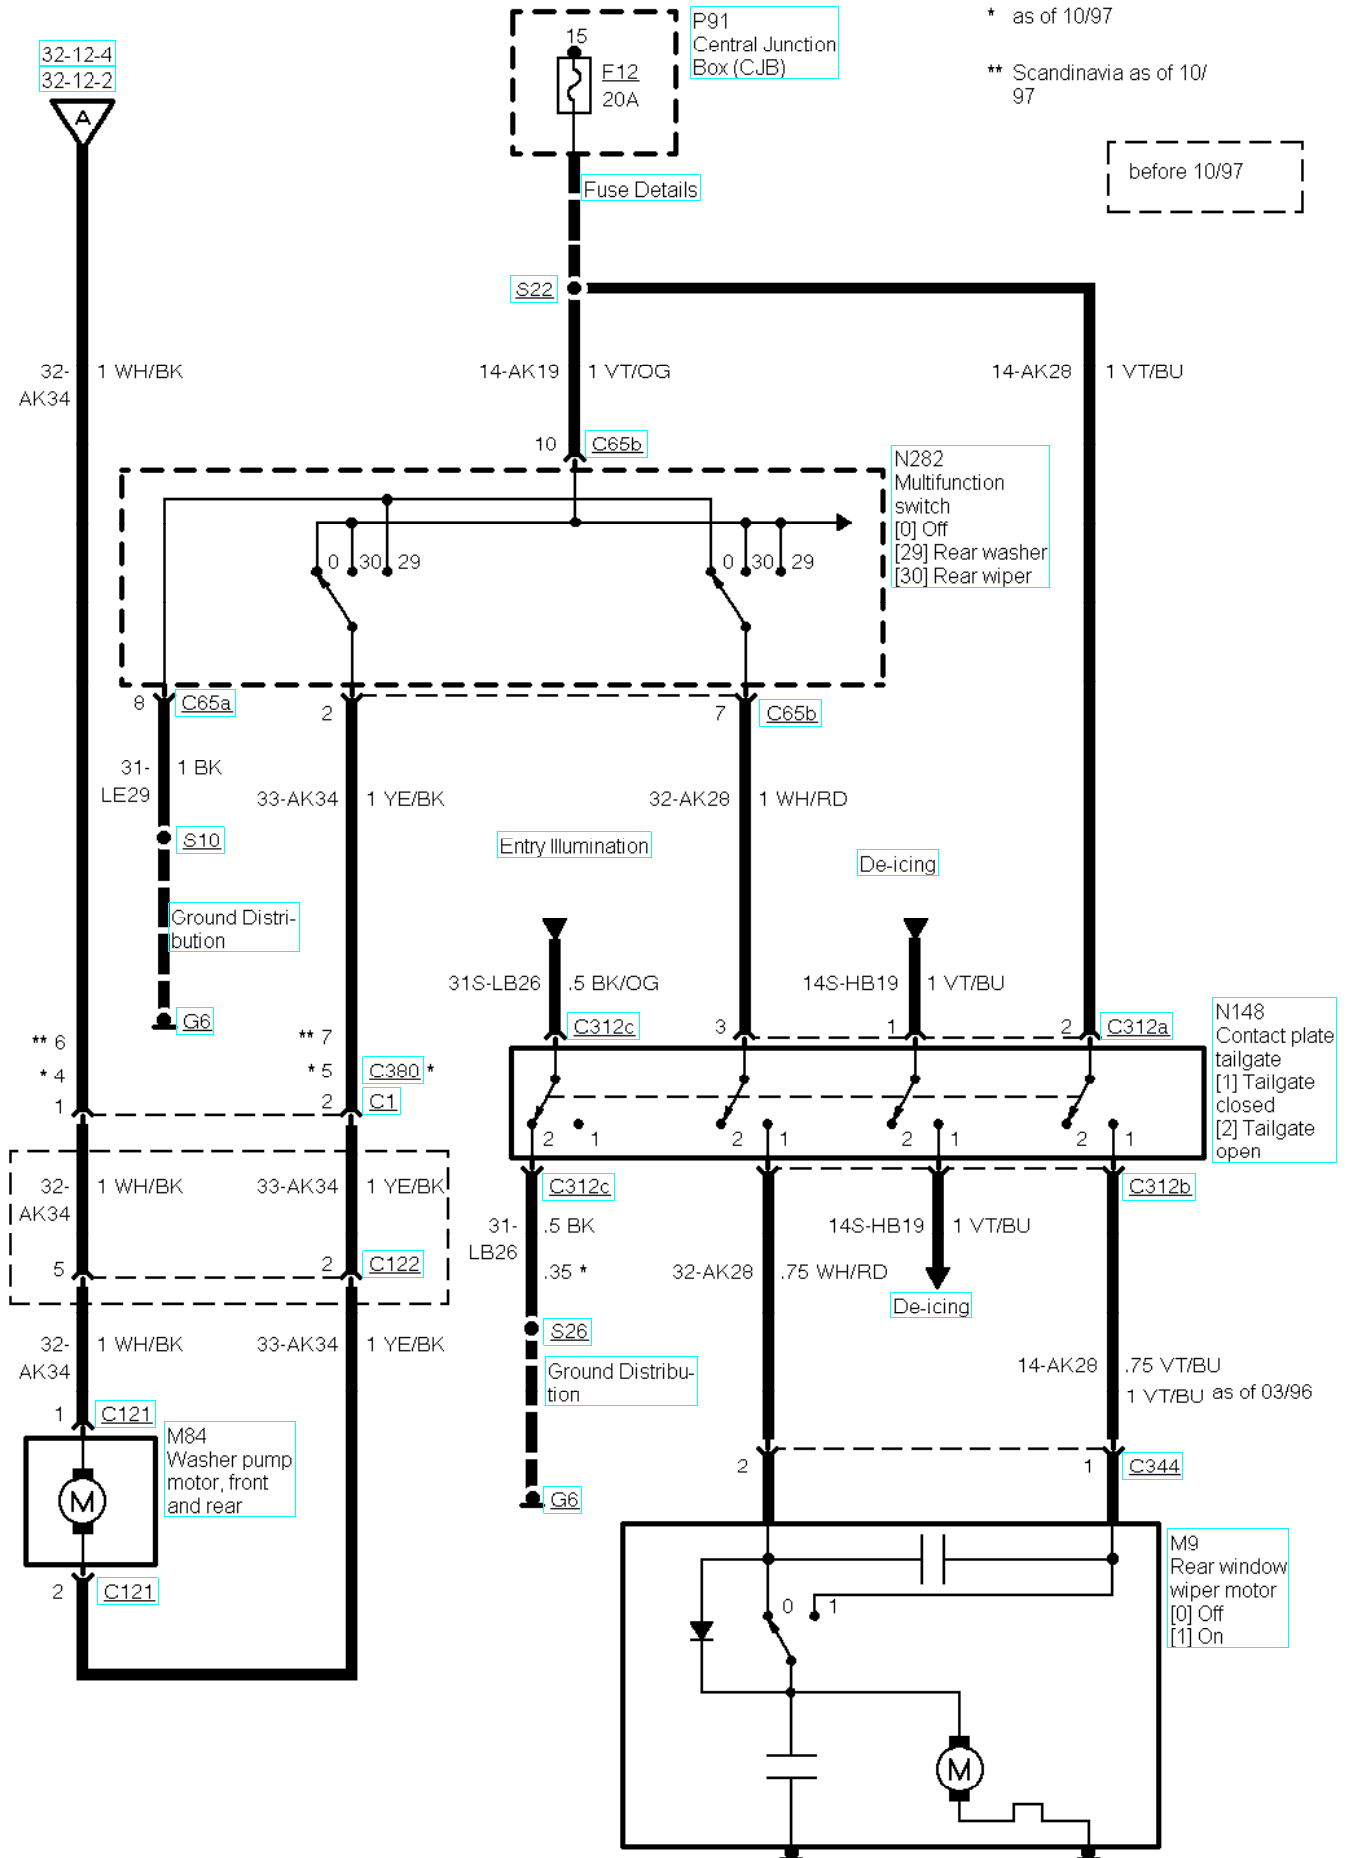 32-12-4
32-12-2
A
15
F12
20A
P91
Central Junction
Box (CJB)
* as of 10/97
** Scandinavia as of 10/
97
before 10/97
Fuse Details
S22
32-
AK34
1 WH/BK
14-AK19
1 VT/OG
14-AK28
1 VT/BU
10
C65b
N282
Multifunction
switch
[0] Off
[29] Rear washer
[30] Rear wiper
0
30
29
0
30
29
8
C65a
2
7
C65b
31-
LE29
1 BK
33-AK34
1 YE/BK
32-AK28
1 WH/RD
S10
Entry Illumination
De-icing
Ground Distri-
bution
G6
31S-LB26
.5 BK/OG
14S-HB19
1 VT/BU
** 6
* 4
1
** 7
* 5
C380 *
2
C1
C312c
3
1
2
C312a
N148
Contact plate
tailgate
[1] Tailgate
closed
[2] Tailgate
open
2
1
2
1
2
1
2
1
32-
AK34
1 WH/BK
33-AK34
1 YE/BK
C312c
C312b
31-
LB26
.5 BK
.35 *
14S-HB19
1 VT/BU
5
2
C122
32-AK28
.75 WH/RD
De-icing
32-
AK34
1 WH/BK
33-AK34
1 YE/BK
S26
Ground Distribu-
tion
14-AK28
.75 VT/BU
1 VT/BU as of 03/96
1
C121
M84
Washer pump
motor, front
and rear
M
2
C121
G6
2
1
C344
M9
Rear window
wiper motor
[0] Off
[1] On
0
1
M